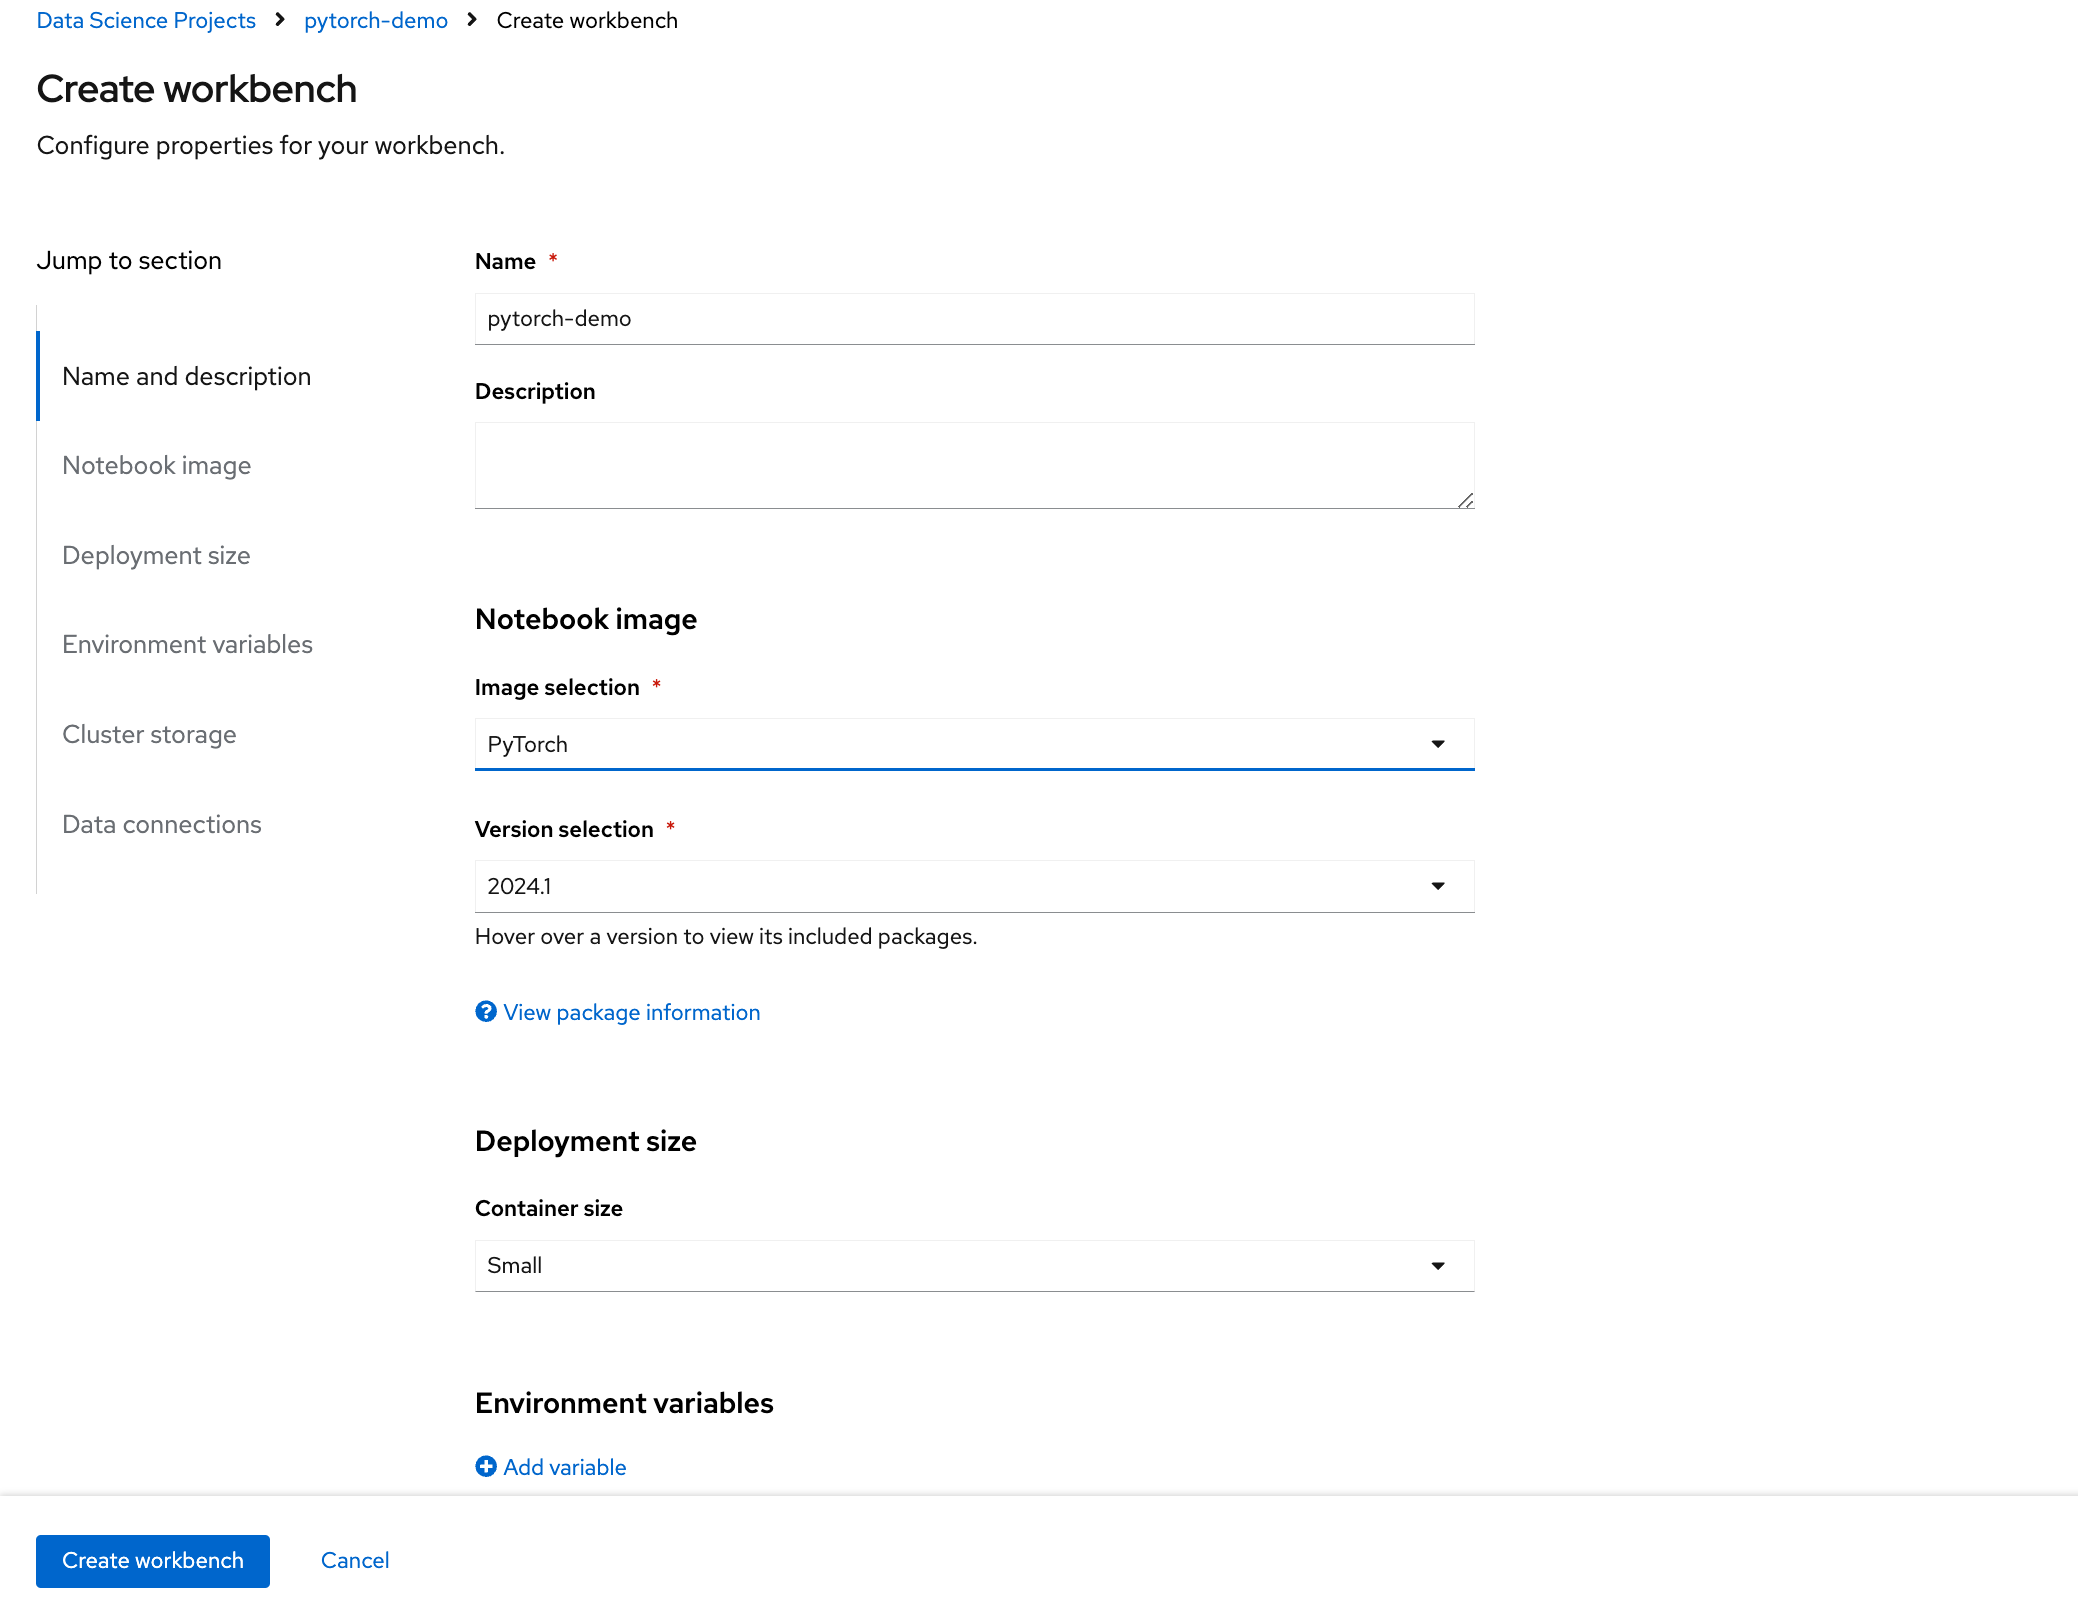 Data Science Projects > pytorch-demo > Create workbench
Create workbench
Configure properties for your workbench.
Jump to section
Name and description
Notebook image
Deployment size
Environment variables
Cluster storage
Data connections
Name *
pytorch-demo
Description
Notebook image
Image selection *
PyTorch
Version selection *
2024.1
Hover over a version to view its included packages.
View package information
Deployment size
Container size
Small
Environment variables
Add variable
Create workbench
Cancel